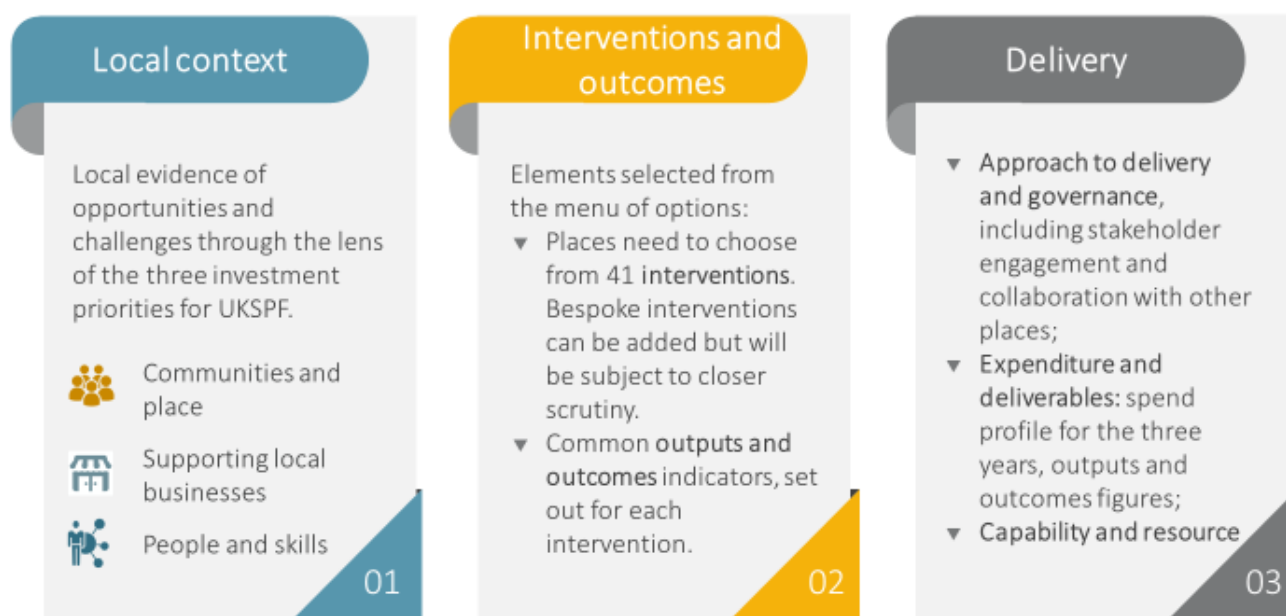 Local context
Local evidence of
opportunities and
challenges through the lens
of the three investment
priorities for UKSPF.
Communities and
place
Supporting local
businesses
People and skills
01
Interventions and
outcomes
Elements selected from
the menu of options:
▼ Places need to choose
from 41 interventions.
Bespoke interventions
can be added but will
be subject to closer
scrutiny.
▼ Common outputs and
outcomes indicators, set
out for each
intervention.
02
Delivery
▼ Approach to delivery
and governance,
including stakeholder
engagement and
collaboration with other
places;
▼ Expenditure and
deliverables: spend
profile for the three
years, outputs and
outcomes figures;
▼ Capability and resource
03